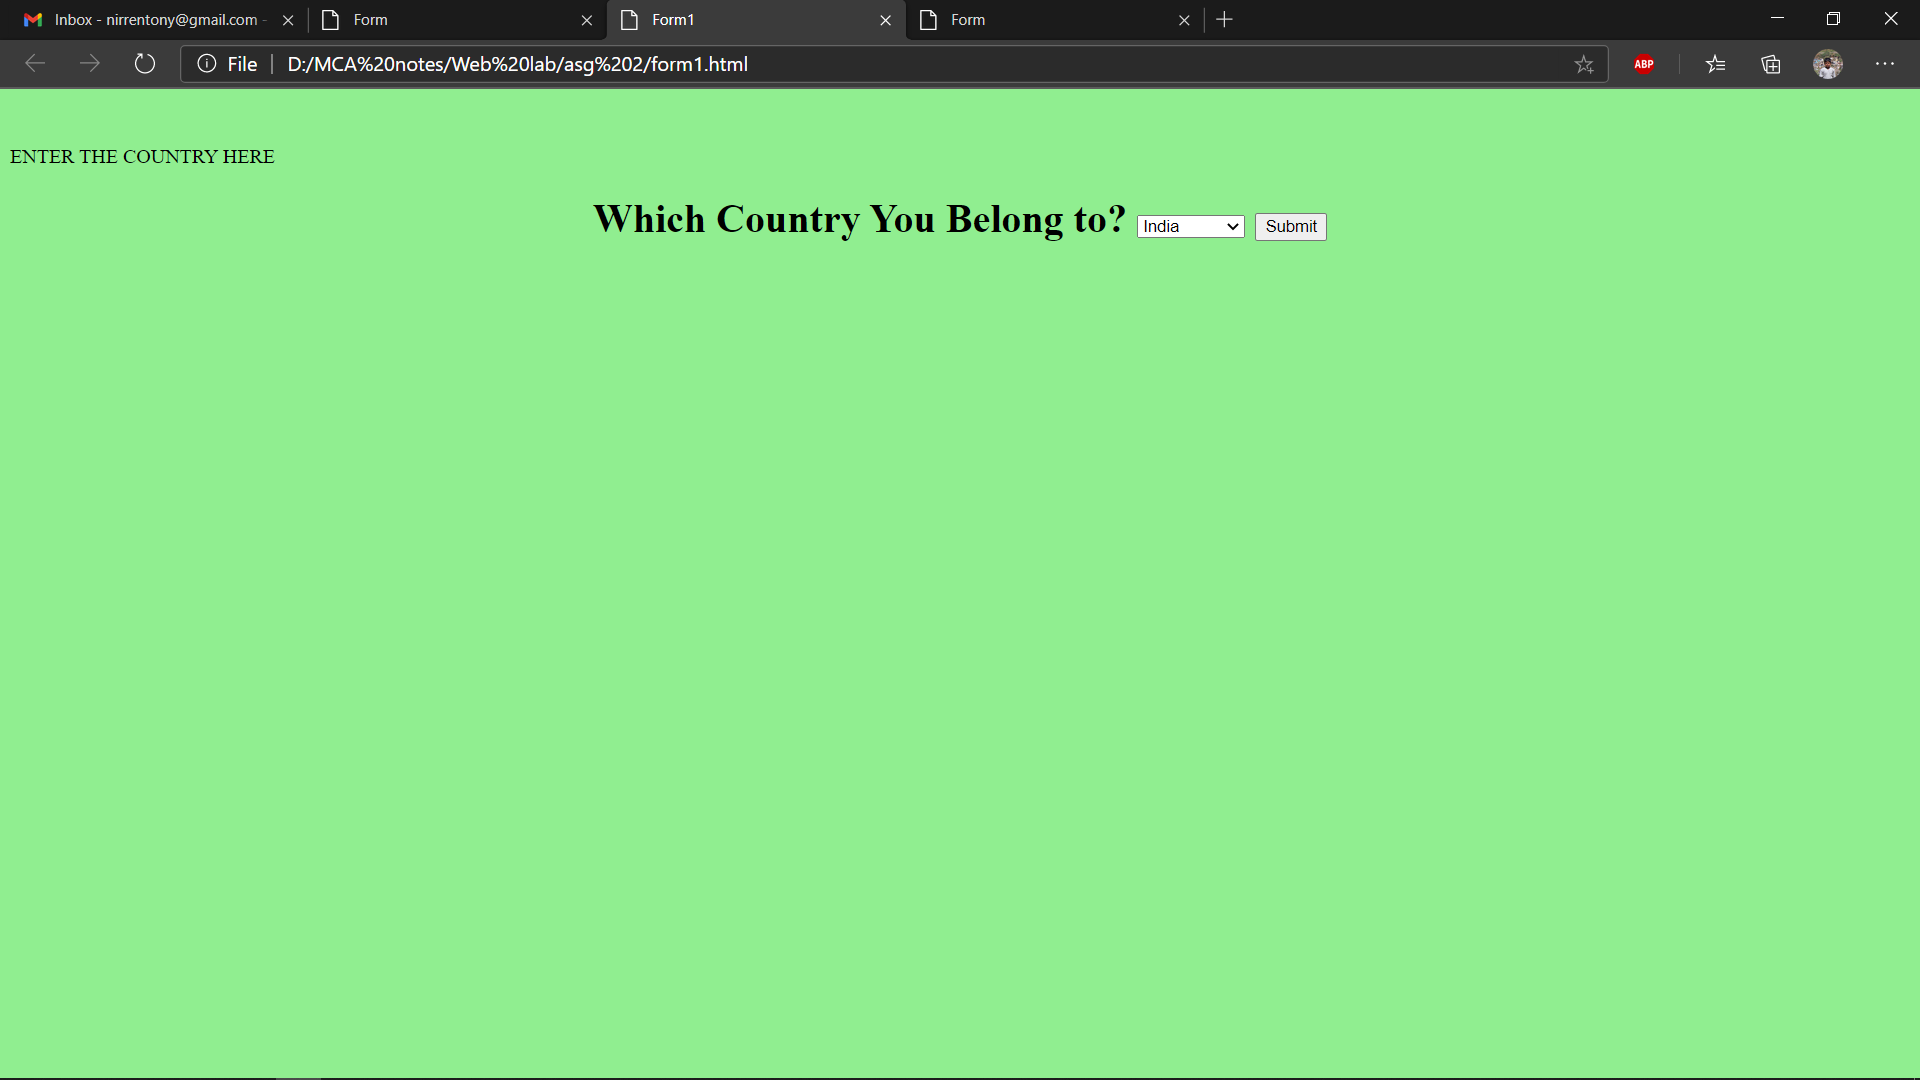 Inbox - nirrentony@gmail.com - Form Form1 Form
File D:/MCA%20notes/Web%20lab/asg%202/form1.html ABP
ENTER THE COUNTRY HERE
Which Country You Belong to? India Submit